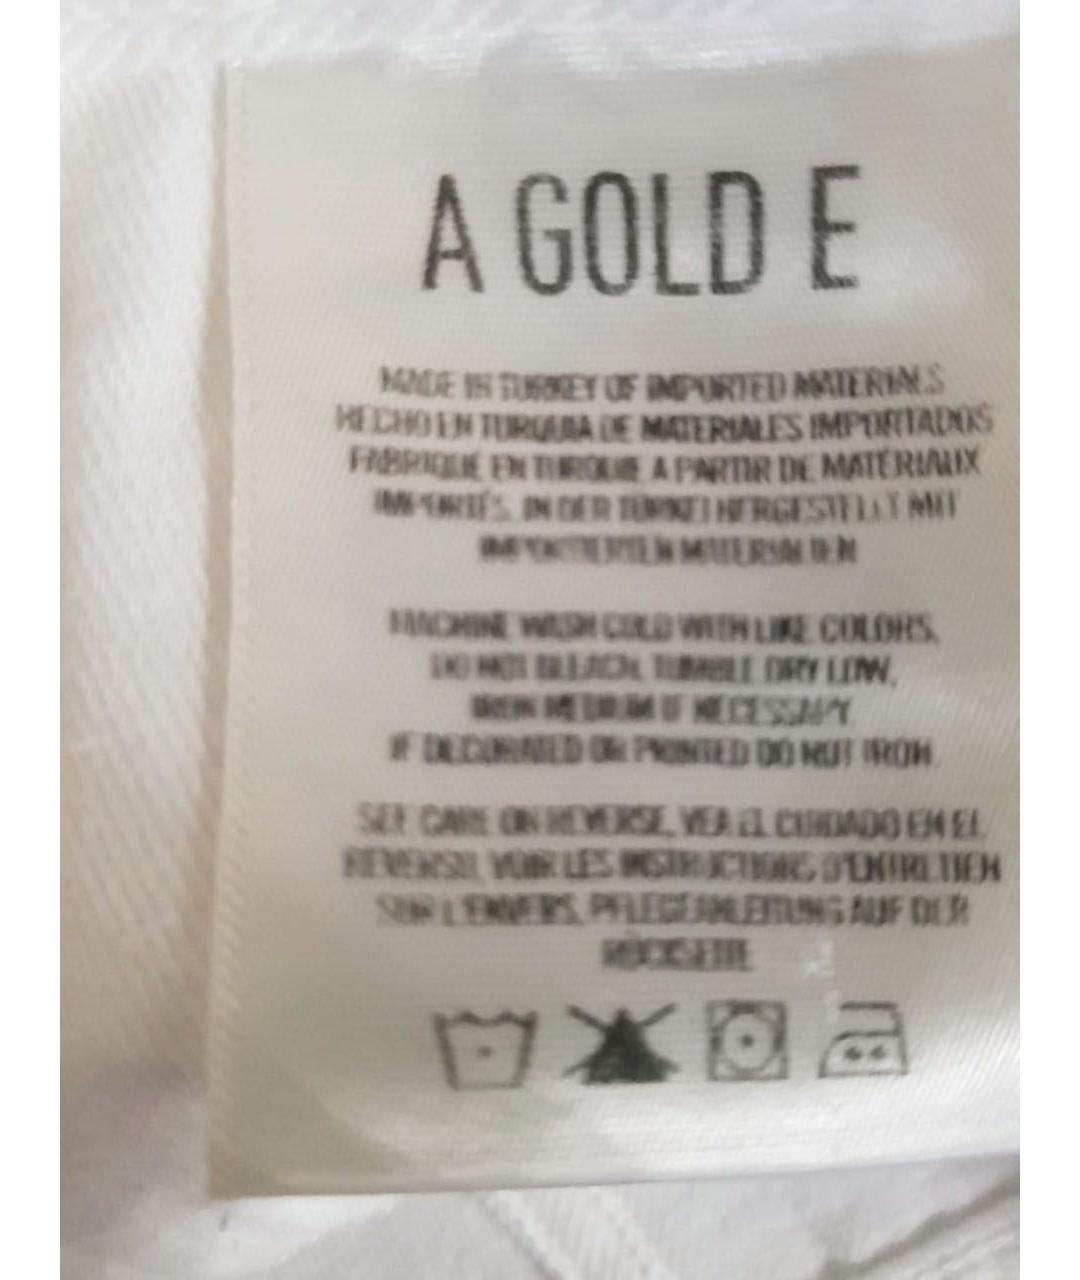 A GOLD E
MADE IN TURKEY OF IMPORTED MATERIALS
HECHO EN TURQUIA DE MATERIALES IMPORTADOS
FABRIQUÉ EN TURQUIE A PARTIR DE MATÉRIAUX
IMPORTÉS. IN DER TÜRKEI HERGESTELLT MIT
IMPORTIERTEN MATERIALIEN
MACHINE WASH COLD WITH LIKE COLORS.
DO NOT BLEACH. TUMBLE DRY LOW.
IRON MEDIUM IF NECESSARY.
IF DECORATED OR PRINTED DO NOT IRON.
SEE CARE ON REVERSE. VEA EL CUIDADO EN EL
REVERSO. VOIR LES INSTRUCTIONS D'ENTRETIEN
SUR L'ENVERS. PFLEGEANLEITUNG AUF DER
RÜCKSEITE